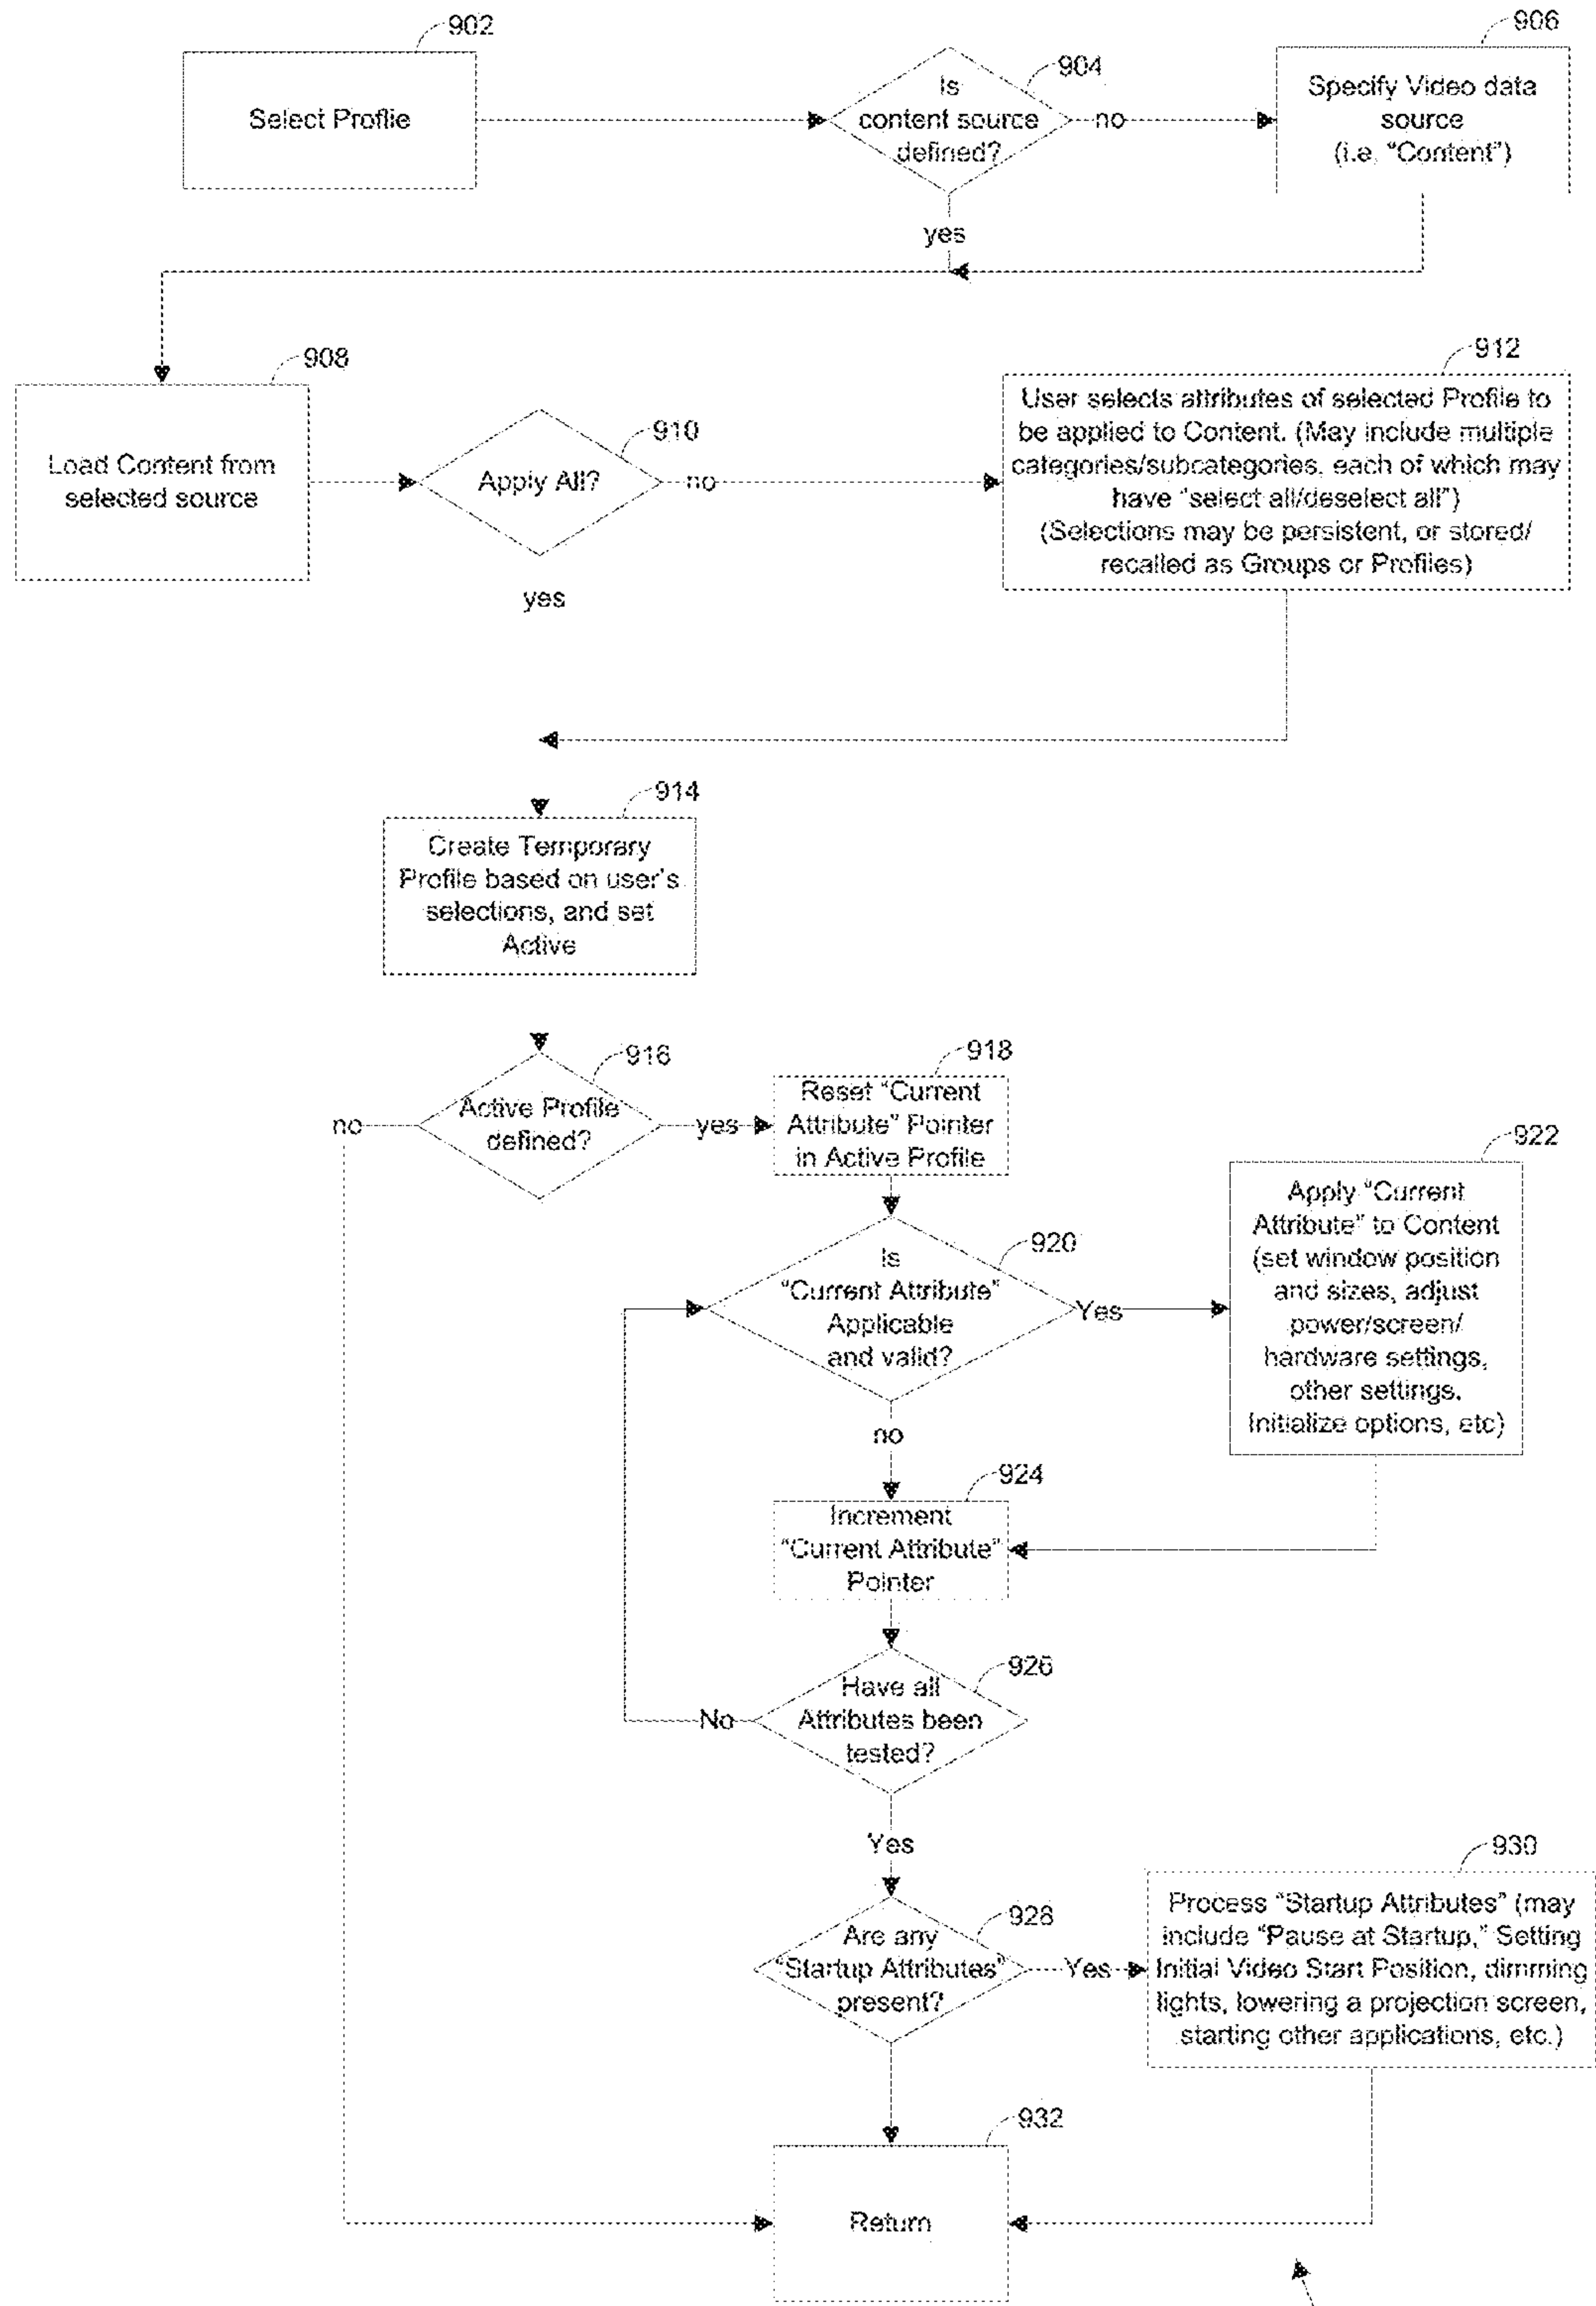 902
Select Proflie
904
Is
content source
defined?
no
906
Specify Video data
source
(i.e. "Content")
yes
908
Load Content from
selected source
910
Apply All?
no
912
User selects attributes of selected Profile to
be applied to Content. (May include multiple
categories/subcategories, each of which may
have "select all/deselect all")
(Selections may be persistent, or stored/
recalled as Groups or Profiles)
yes
914
Create Temporary
Profile based on user's
selections, and set
Active
916
Active Profile
defined?
no
yes
918
Reset "Current
Attribute" Pointer
in Active Profile
920
Is
"Current Attribute"
Applicable
and valid?
Yes
922
Apply "Current
Attribute" to Content
(set window position
and sizes, adjust
power/screen/
hardware settings,
other settings.
Initialize options, etc)
no
924
Increment
"Current Attribute"
Pointer
926
Have all
Attributes been
tested?
No
Yes
928
Are any
"Startup Attributes"
present?
Yes
930
Process "Startup Attributes" (may
include "Pause at Startup," Setting
Initial Video Start Position, dimming
lights, lowering a projection screen,
starting other applications, etc.)
932
Return